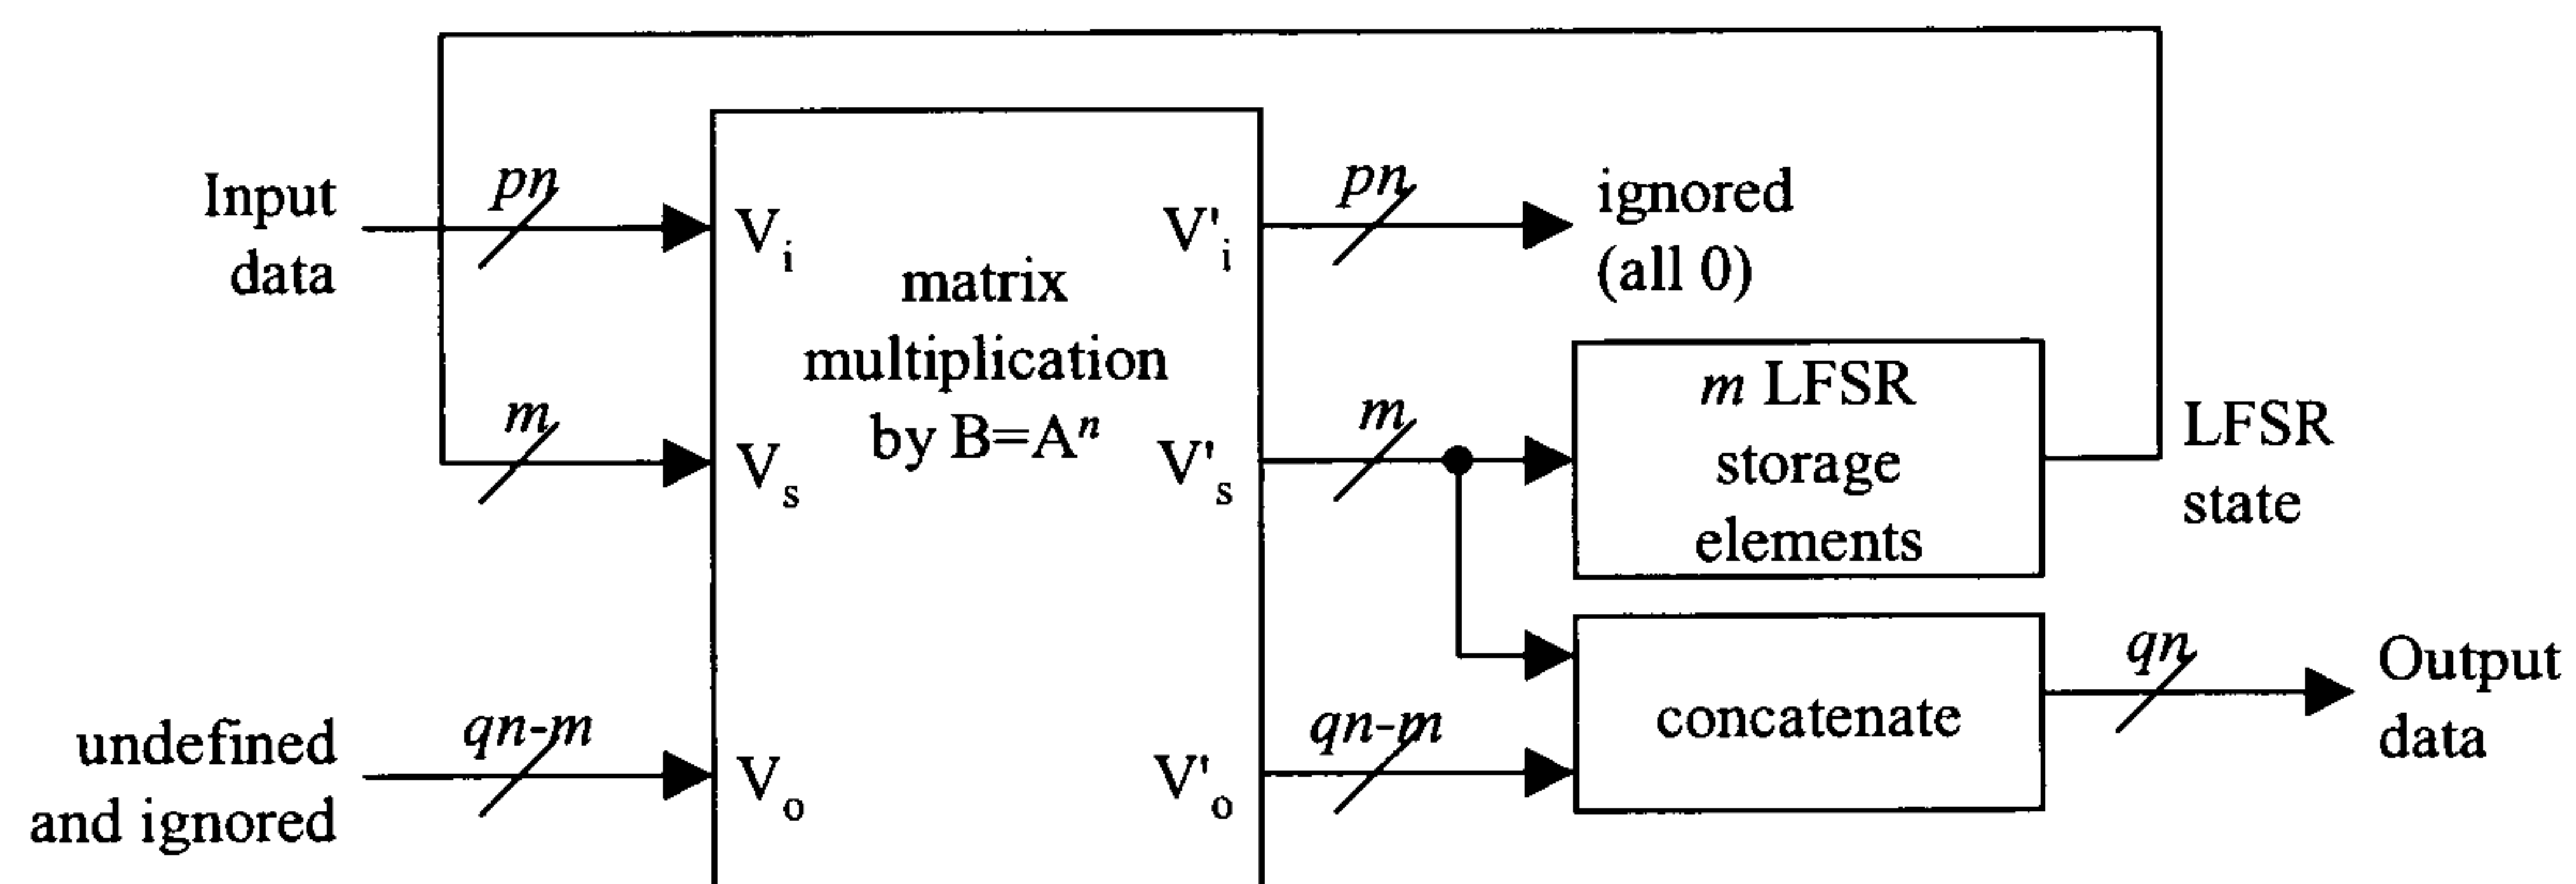 Input
data
pn
m
undefined
and ignored
qn-m
V_i
V_s
V_o
matrix
multiplication
by B=A^n
V'_i
V'_s
V'_o
pn
ignored
(all 0)
m
m LFSR
storage
elements
LFSR
state
qn-m
concatenate
qn
Output
data